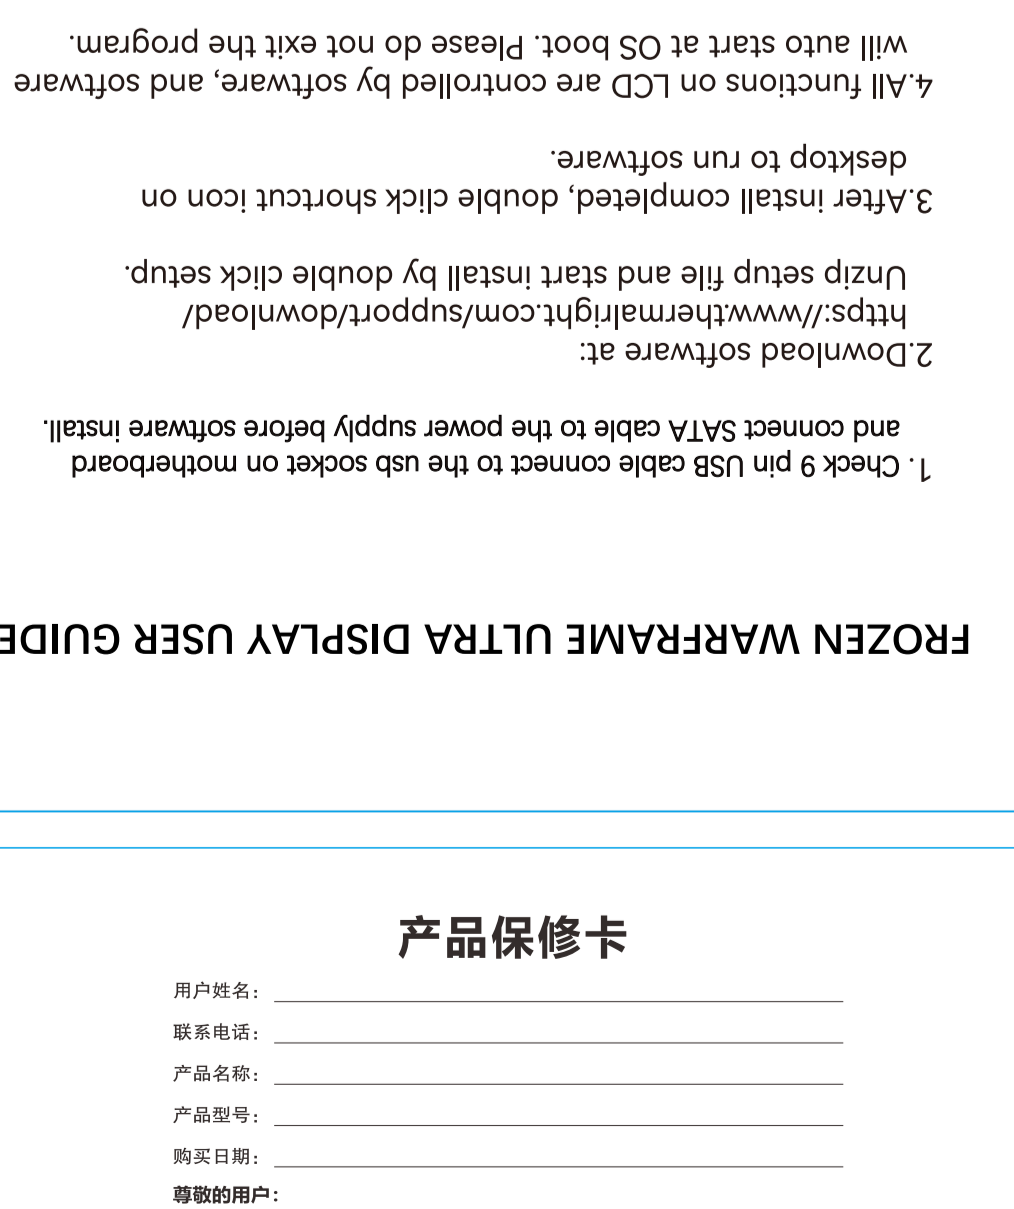 FROZEN WARFRAME ULTRA DISPLAY USER GUIDE
1. Check 9 pin USB cable connect to the usb socket on motherboard
and connect SATA cable to the power supply before software install.
2.Download software at:
https://www.thermalright.com/support/download/
Unzip setup file and start install by double click setup.
3.After install completed, double click shortcut icon on
desktop to run software.
4.All functions on LCD are controlled by software, and software
will auto start at OS boot. Please do not exit the program.
产品保修卡
用户姓名：
联系电话：
产品名称：
产品型号：
购买日期：
尊敬的用户：